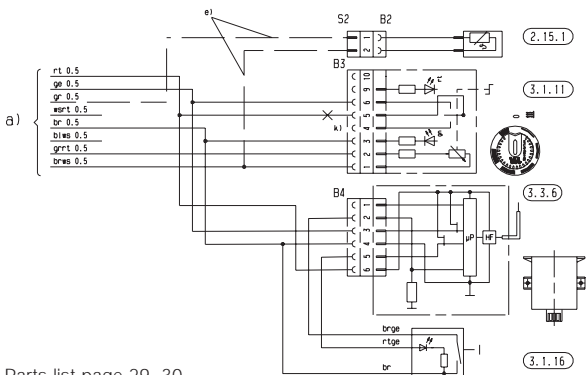 e)
S2 B2
1
2
2.15.1
B3
rt 0.5
ge 0.5
gr 0.5
wsrt 0.5
br 0.5
blws 0.5
grrt 0.5
brws 0.5
a)
k)
10
9
6
5
4
3
2
1
3.1.11
B4
1
2
3
4
5
6
µP
HF
3.3.6
brge
rtge
br
3.1.16
Parts list page 29, 30